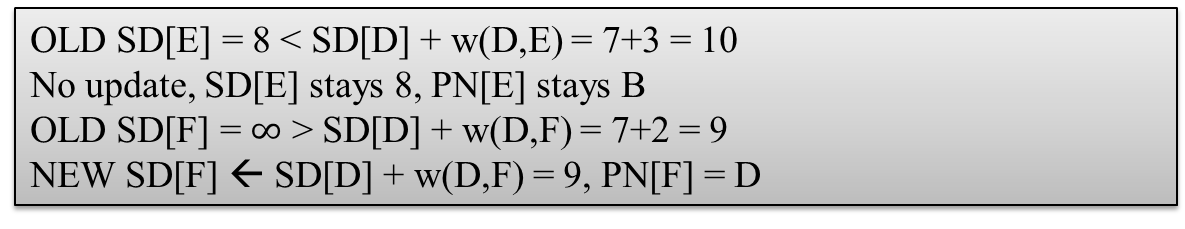 OLD SD[E] = 8 < SD[D] + w(D,E) = 7+3 = 10
No update, SD[E] stays 8, PN[E] stays B
OLD SD[F] = ∞ > SD[D] + w(D,F) = 7+2 = 9
NEW SD[F] ← SD[D] + w(D,F) = 9, PN[F] = D